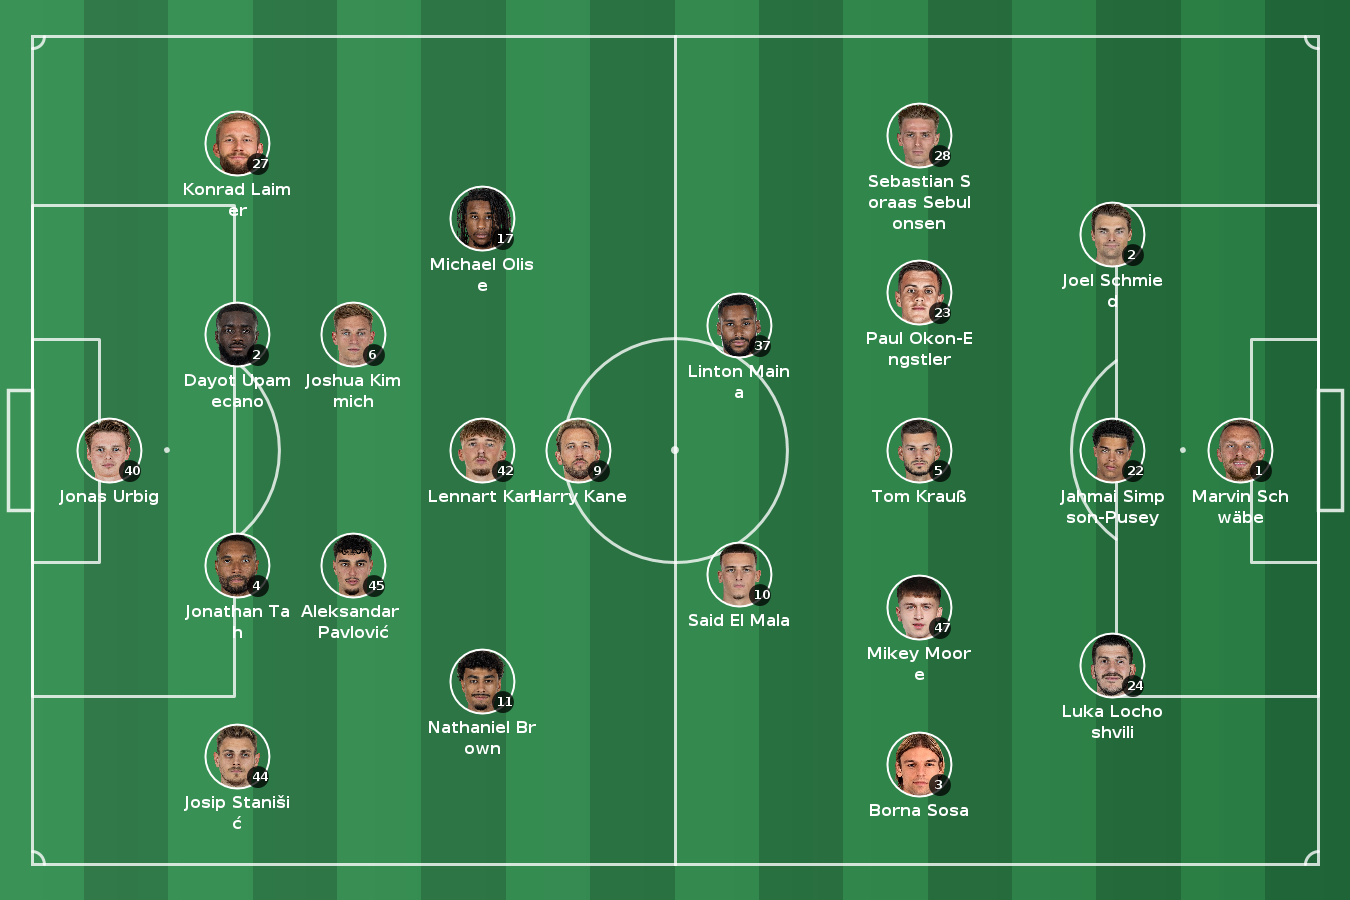 27
Konrad Laim
er
2
Dayot Upam
ecano
40
Jonas Urbig
4
Jonathan Ta
h
44
Josip Staniši
ć
6
Joshua Kim
mich
45
Aleksandar
Pavlović
17
Michael Olis
e
42
Lennart Karl
11
Nathaniel Br
own
9
Harry Kane
37
Linton Main
a
10
Said El Mala
28
Sebastian S
oraas Sebul
onsen
23
Paul Okon-E
ngstler
5
Tom Krauß
47
Mikey Moor
e
3
Borna Sosa
2
Joel Schmie
d
22
Jahmai Simp
son-Pusey
24
Luka Locho
shvili
1
Marvin Sch
wäbe